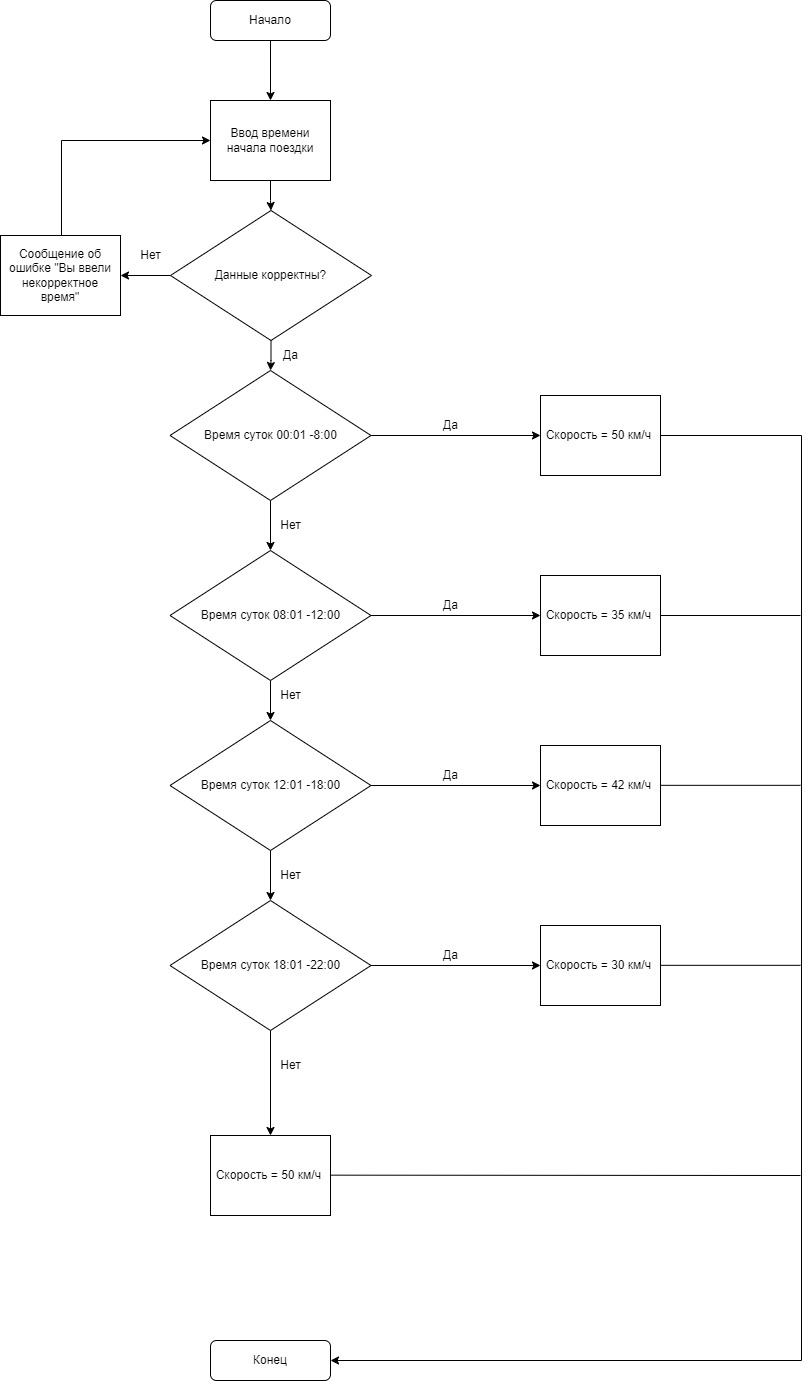 Начало
Ввод времени
начала поездки
Сообщение об
ошибке "Вы ввели
некорректное
время"
Нет
Данные корректны?
Да
Время суток 00:01 -8:00
Да
Скорость = 50 км/ч
Нет
Время суток 08:01 -12:00
Да
Скорость = 35 км/ч
Нет
Время суток 12:01 -18:00
Да
Скорость = 42 км/ч
Нет
Время суток 18:01 -22:00
Да
Скорость = 30 км/ч
Нет
Скорость = 50 км/ч
Конец